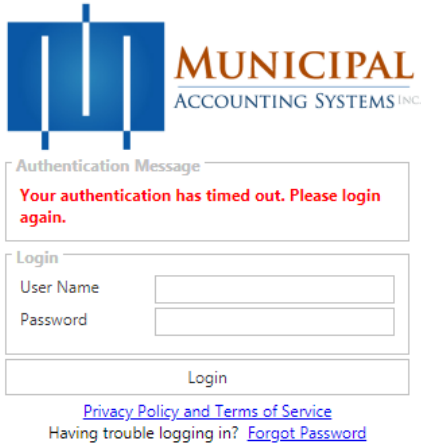 MUNICIPAL
ACCOUNTING SYSTEMS INC.
Authentication Message
Your authentication has timed out. Please login
again.
Login
User Name
Password
Login
Privacy Policy and Terms of Service
Having trouble logging in? Forgot Password